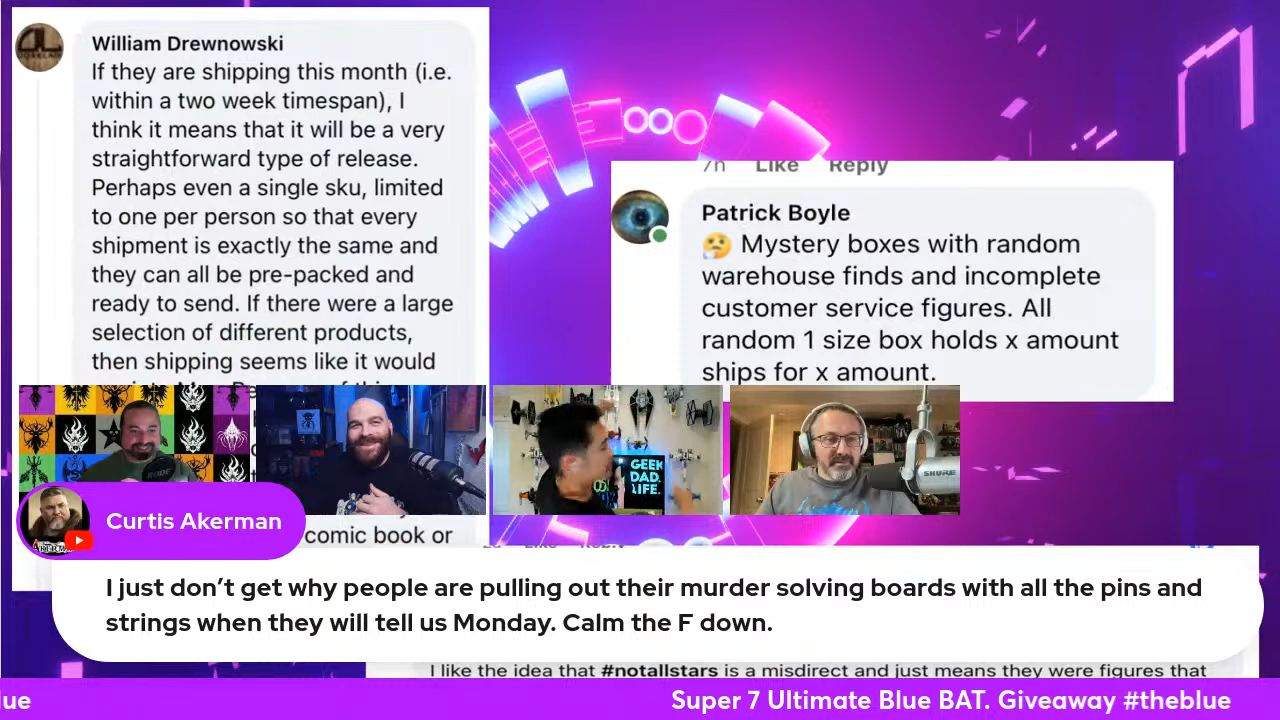 William Drewnowski
If they are shipping this month (i.e.
within a two week timespan), I
think it means that it will be a very
straightforward type of release.
Perhaps even a single sku, limited
to one per person so that every
shipment is exactly the same and
they can all be pre-packed and
ready to send. If there were a large
selection of different products,
then shipping seems like it would
comic book or
7h Like Reply
Patrick Boyle
🤔 Mystery boxes with random
warehouse finds and incomplete
customer service figures. All
random 1 size box holds x amount
ships for x amount.
GEEK
DAD
LIFE.
SHURE
RODE
Curtis Akerman
I just don’t get why people are pulling out their murder solving boards with all the pins and
strings when they will tell us Monday. Calm the F down.
I like the idea that #notallstars is a misdirect and just means they were figures that
lue
Super 7 Ultimate Blue BAT. Giveaway #theblue